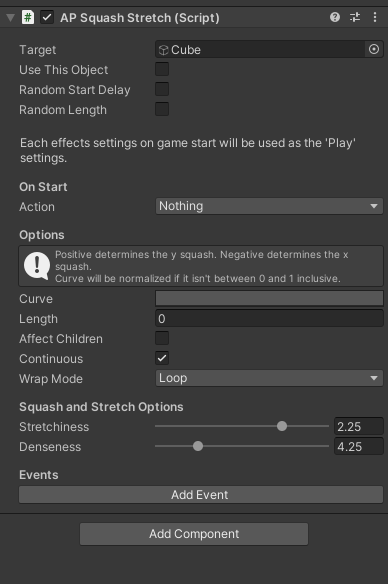 AP Squash Stretch (Script)
Target Cube
Use This Object
Random Start Delay
Random Length
Each effects settings on game start will be used as the 'Play'
settings.
On Start
Action Nothing
Options
Positive determines the y squash. Negative determines the x
squash.
Curve will be normalized if it isn't between 0 and 1 inclusive.
Curve
Length 0
Affect Children
Continuous
Wrap Mode Loop
Squash and Stretch Options
Stretchiness 2.25
Denseness 4.25
Events
Add Event
Add Component